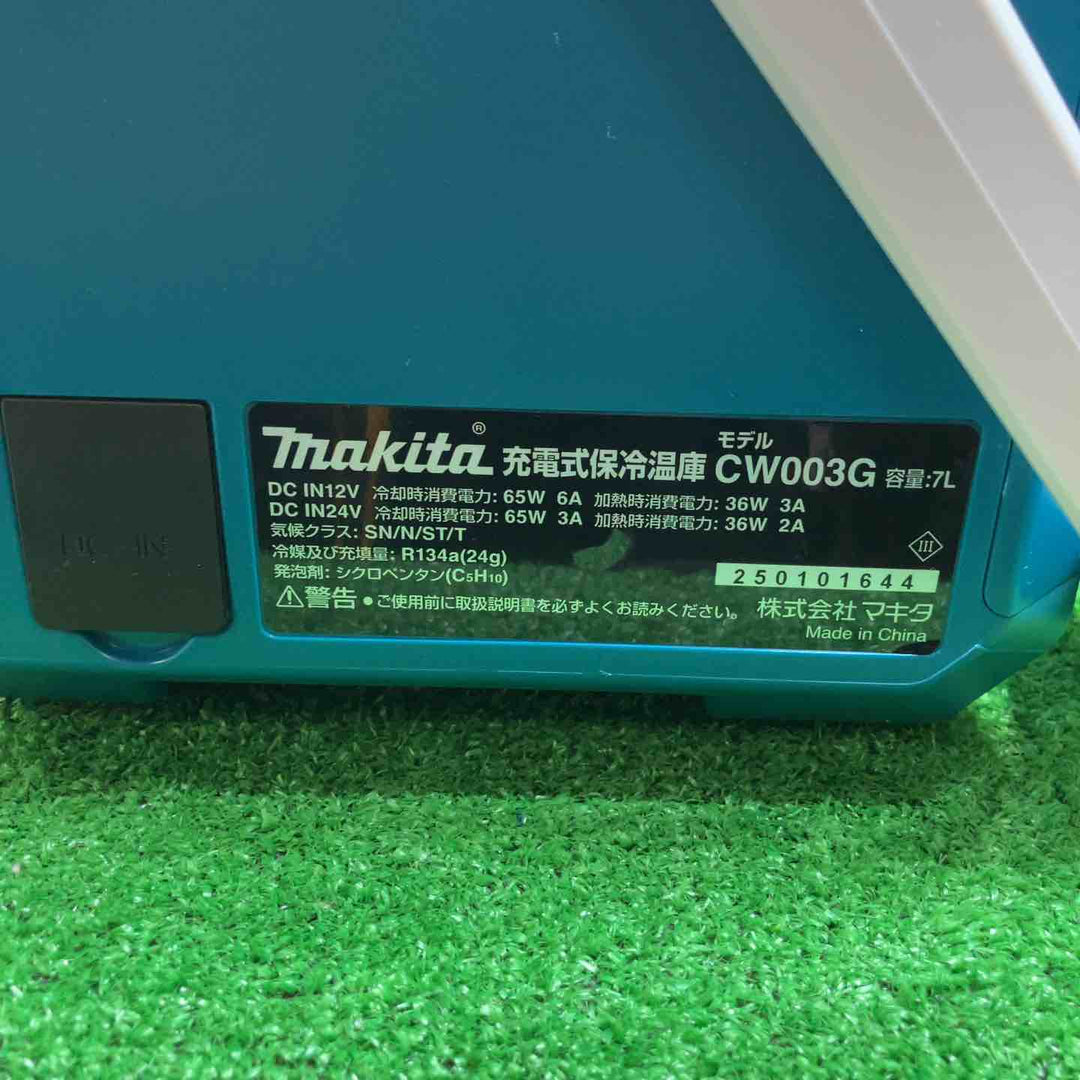 DC IN
makita® 充電式保冷温庫 モデル CW003G 容量:7L
DC IN12V 冷却時消費電力: 65W 6A 加熱時消費電力: 36W 3A
DC IN24V 冷却時消費電力: 65W 3A 加熱時消費電力: 36W 2A
気候クラス: SN/N/ST/T
冷媒及び充填量: R134a(24g)
発泡剤: シクロペンタン(C₅H₁₀)
III
250101644
⚠警告 ●ご使用前に取扱説明書を必ずよくお読みください。 株式会社 マキタ
Made in China